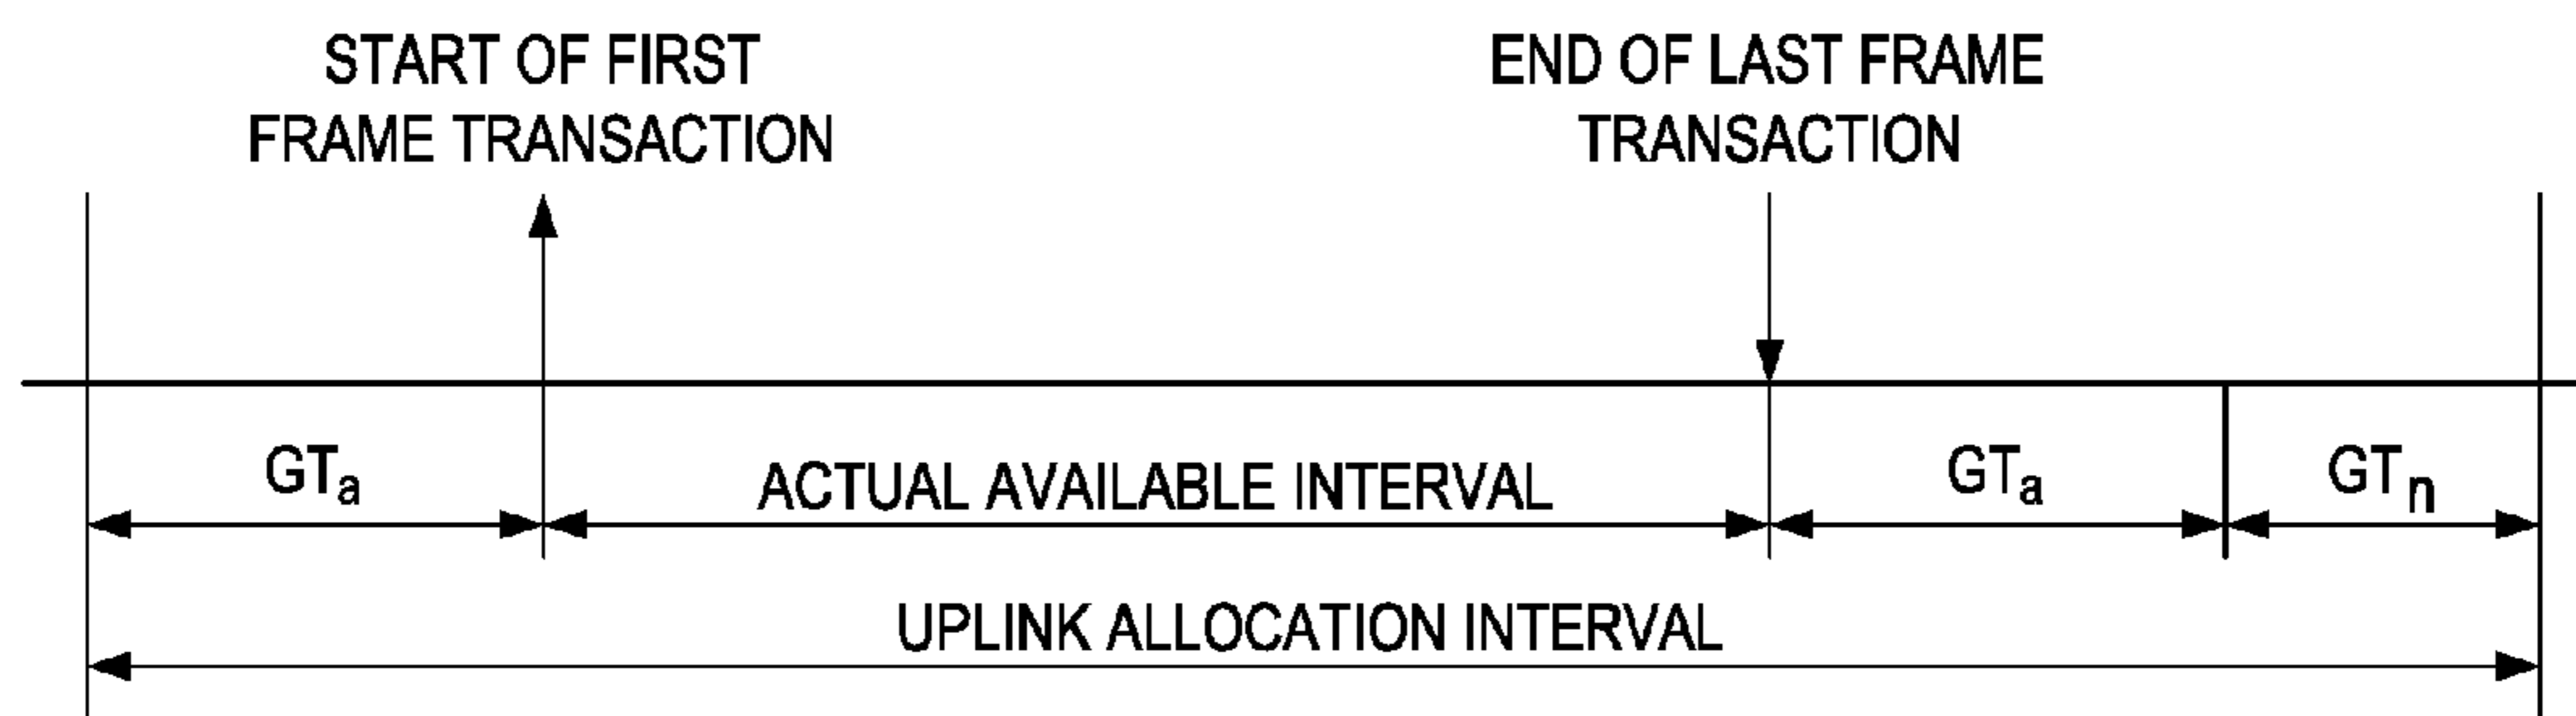 START OF FIRST
FRAME TRANSACTION
END OF LAST FRAME
TRANSACTION
GTa
ACTUAL AVAILABLE INTERVAL
GTa
GTn
UPLINK ALLOCATION INTERVAL